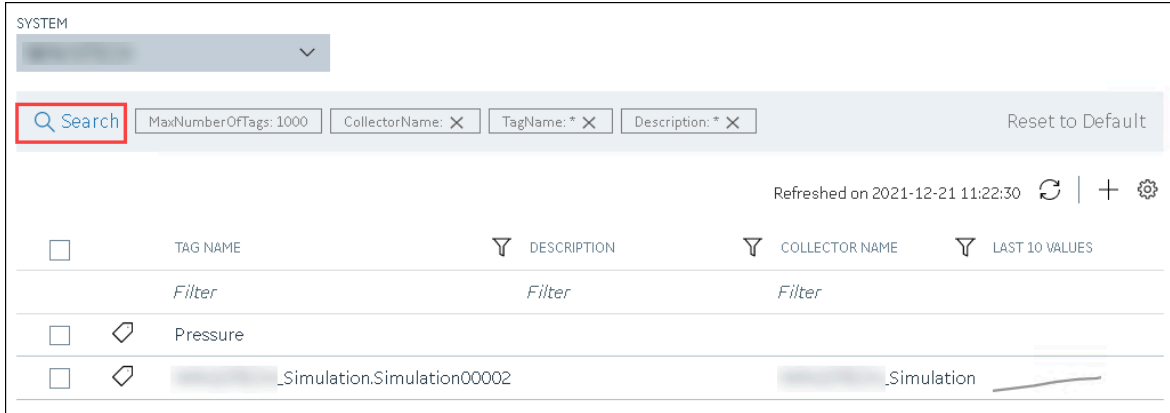 SYSTEM
Search MaxNumberOfTags: 1000 CollectorName: TagName: * Description: * Reset to Default
Refreshed on 2021-12-21 11:22:30
TAG NAME DESCRIPTION COLLECTOR NAME LAST 10 VALUES
Filter Filter Filter
Pressure
_Simulation.Simulation00002 _Simulation